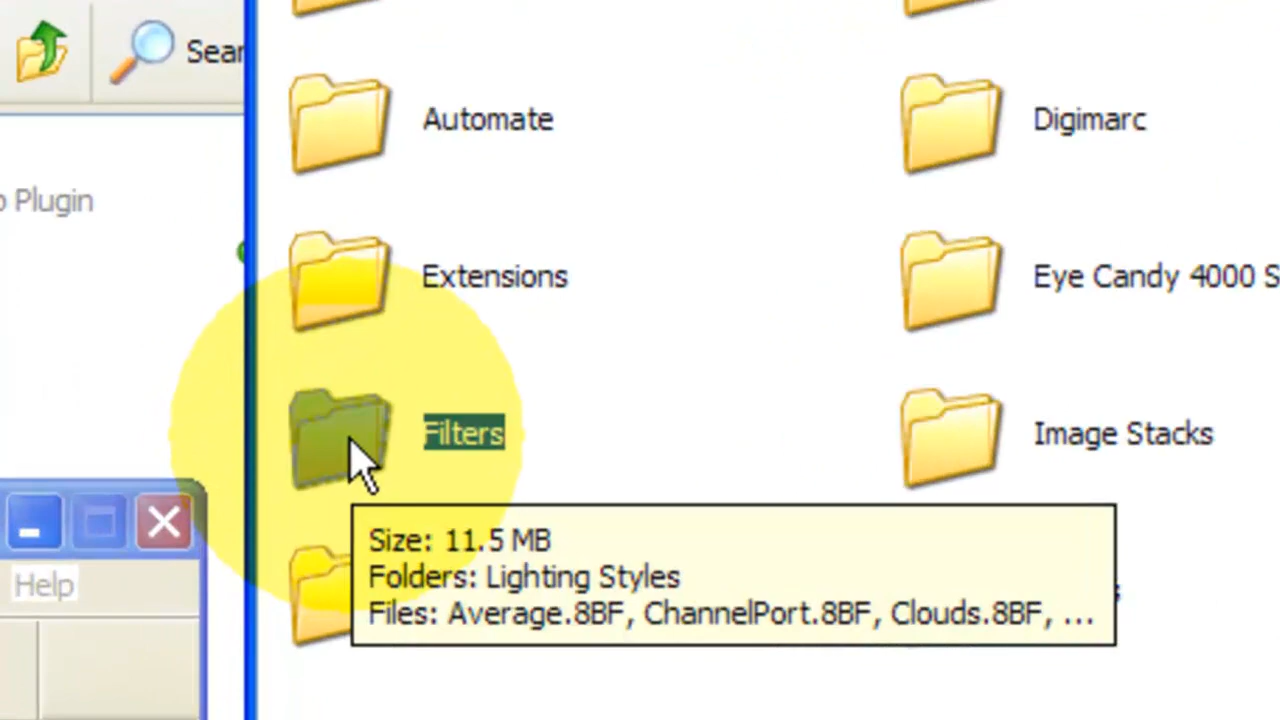 Sear
Automate
Digimarc
o Plugin
Extensions
Eye Candy 4000 S
Filters
Image Stacks
Size: 11.5 MB
Folders: Lighting Styles
Help
Files: Average.8BF, ChannelPort.8BF, Clouds.8BF, ...